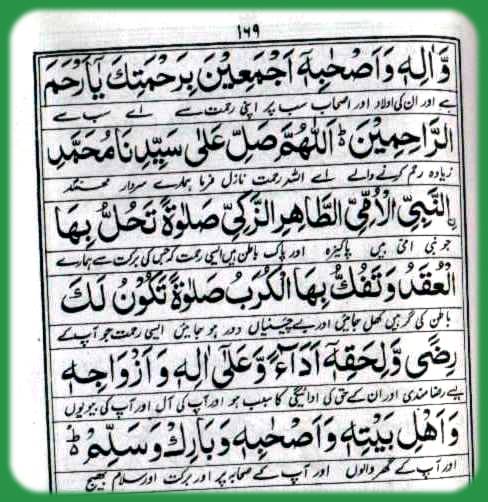 ١٦٩
وَّاٰلِهٖ وَاَصْحَابِهٖٓ اَجْمَعِيْنَ بِرَحْمَتِكَ يَآ اَرْحَمَ
ہے اور ان کی اولاد اور اصحاب سب پر اپنی رحمت سے اے سب سے
الرَّاحِمِيْنَ ؕ اَللّٰهُمَّ صَلِّ عَلٰى سَيِّدِنَا مُحَمَّدِ
زیادہ رحم کرنے والے اے اللہ رحمت نازل فرما ہمارے سردار محمد
اِلنَّبِيِّ الْاُمِّيِّ الطَّاهِرِ الزَّكِيِّ صَلٰوةً تَحُلُّ بِهَا
جو نبی امی ہیں پاکیزہ اور پاک باطن ہیں ایسی رحمت کہ جس کی برکت سے ہمارے
الْعُقَدُ وَتَفُكُّ بِهَا الْكُرَبُ صَلٰوةً تَكُوْنُ لَكَ
باطن کی گرہیں کھل جائیں اور بے چینیاں دور ہو جائیں ایسی رحمت جو آپ کے
رِضًى وَّلِحَقِّهٖ اَدَآءً وَّعَلٰٓى اٰلِهٖ وَاَزْوَاجِهٖ
لیے رضامندی اور ان کے حق کی ادائیگی کا سبب ہو اور آپ کی آل اور آپ کی بیویوں
وَاَهْلِ بَيْتِهٖ وَاَصْحَابِهٖ وَبَارِكْ وَسَلِّمْ ؕ
اور آپ کے گھر والوں اور آپ کے صحابہ پر اور برکت اور سلام بھیج